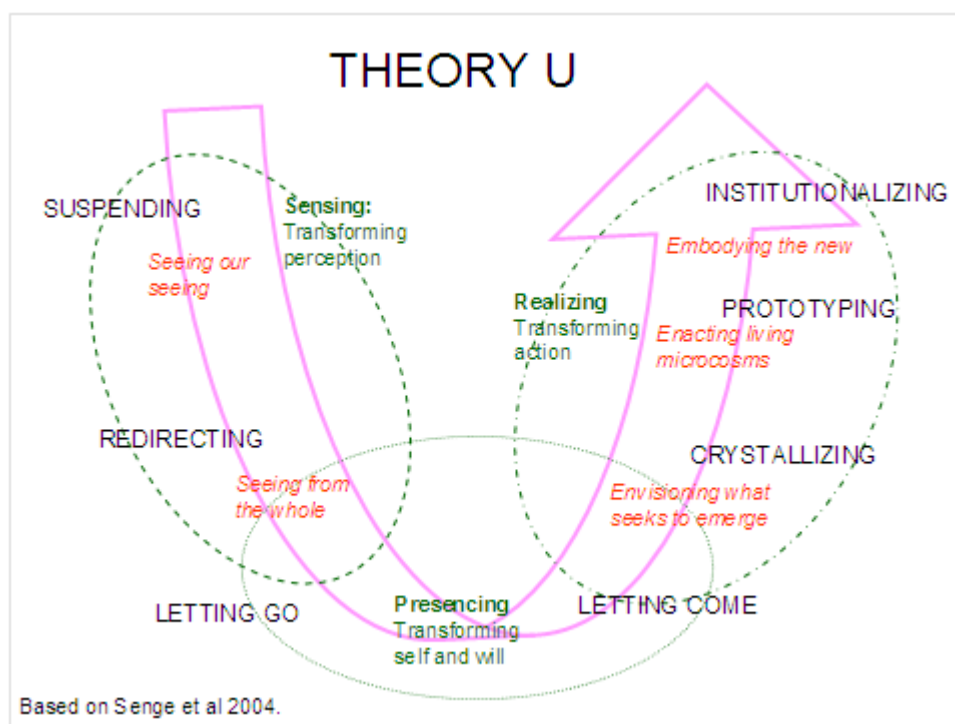 THEORY U
SUSPENDING
Seeing our
seeing
Sensing:
Transforming
perception
REDIRECTING
Seeing from
the whole
LETTING GO
Presencing
Transforming
self and will
LETTING COME
CRYSTALLIZING
Envisioning what
seeks to emerge
Realizing
Transforming
action
PROTOTYPING
Enacting living
microcosms
INSTITUTIONALIZING
Embodying the new
Based on Senge et al 2004.